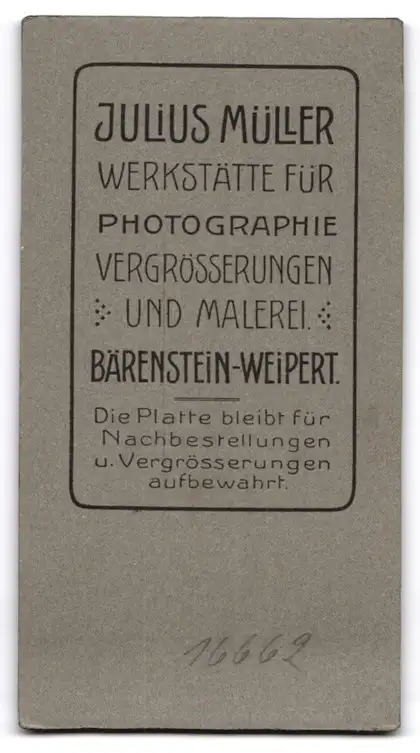 JULIUS MÜLLER
WERKSTÄTTE FÜR
PHOTOGRAPHIE
VERGRÖSSERUNGEN
UND MALEREI.
BÄRENSTEIN-WEIPERT.
Die Platte bleibt für
Nachbestellungen
u. Vergrösserungen
aufbewahrt.
16662